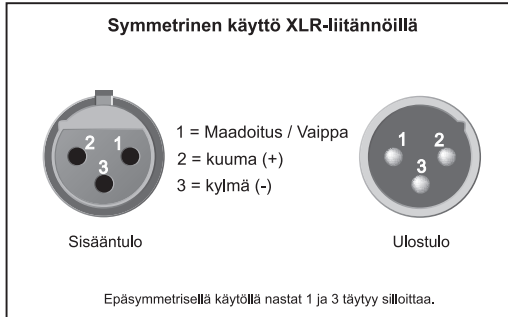 Symmetrinen käyttö XLR-liitännöillä
2 1
3
1 = Maadoitus / Vaippa
2 = kuuma (+)
3 = kylmä (-)
1 2
3
Sisääntulo
Ulostulo
Epäsymmetrisellä käytöllä nastat 1 ja 3 täytyy silloittaa.